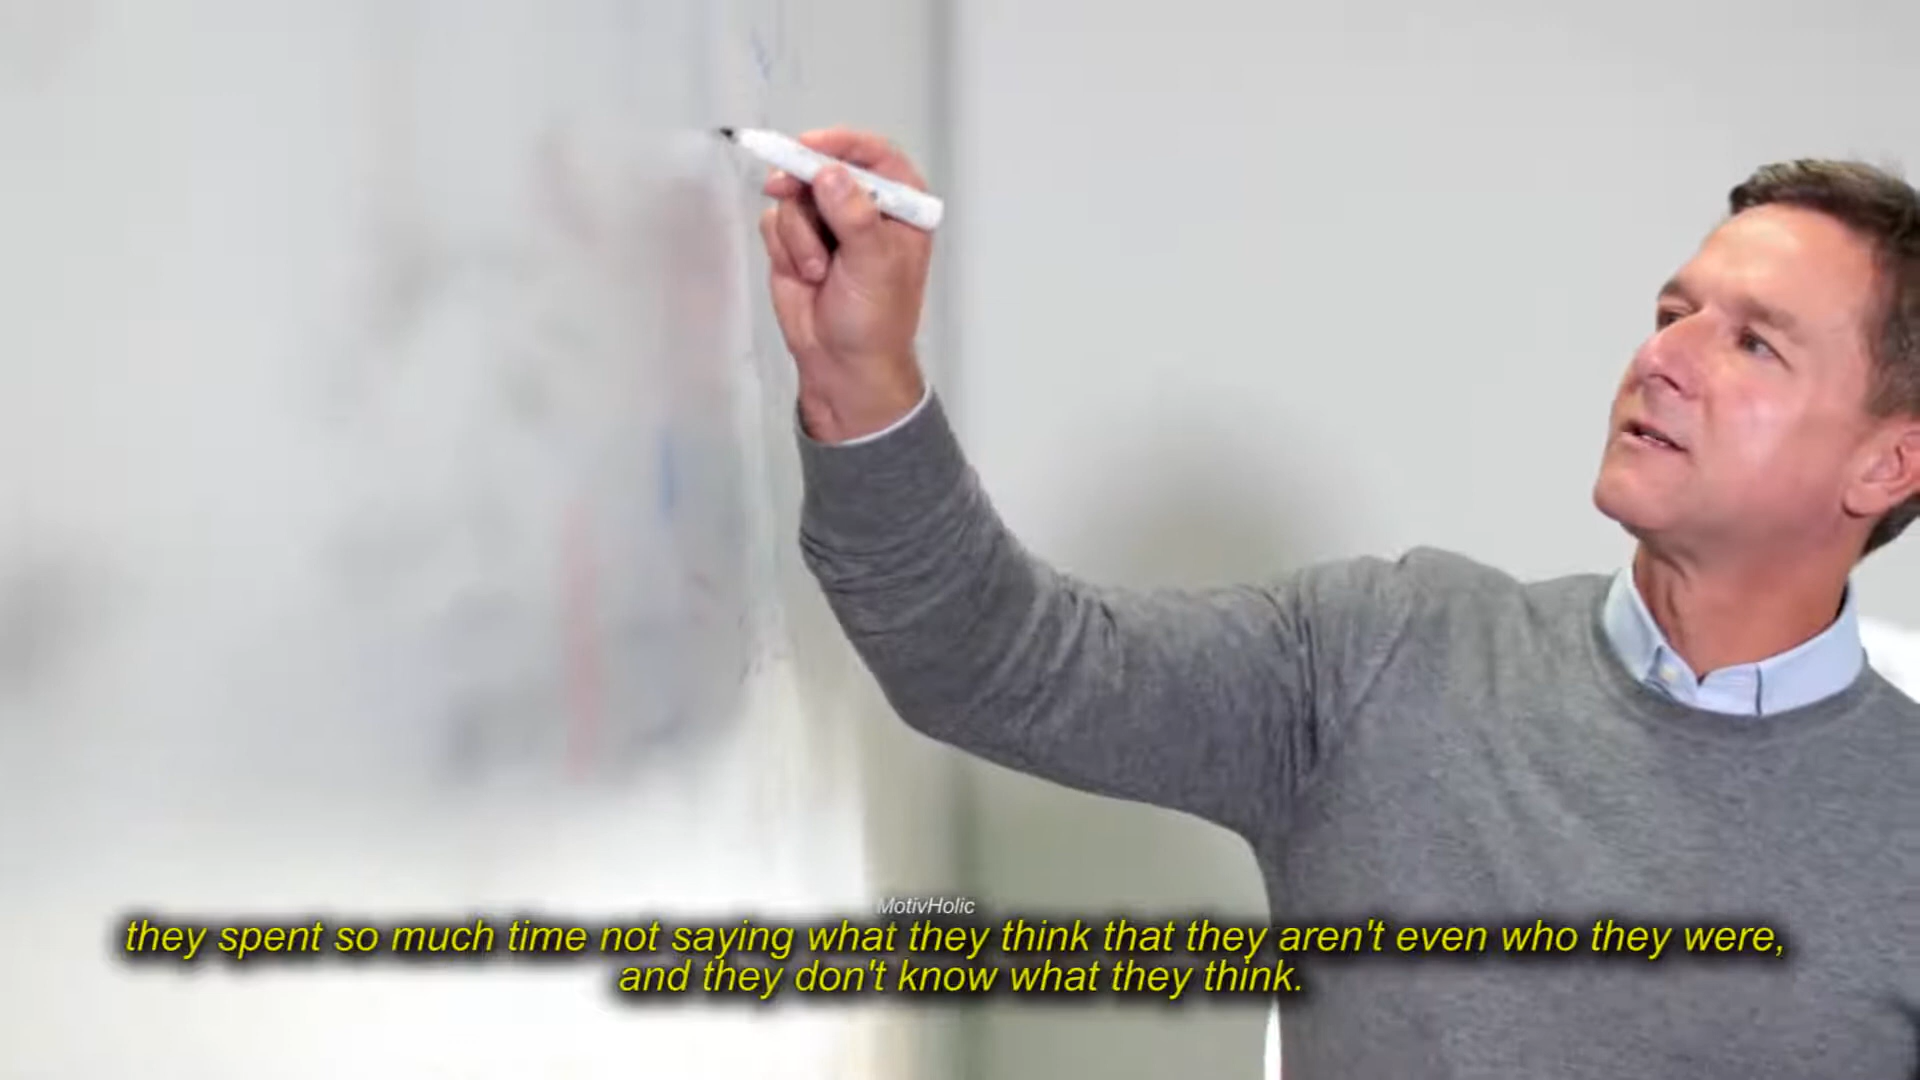 MotivHolic
they spent so much time not saying what they think that they aren't even who they were,
and they don't know what they think.